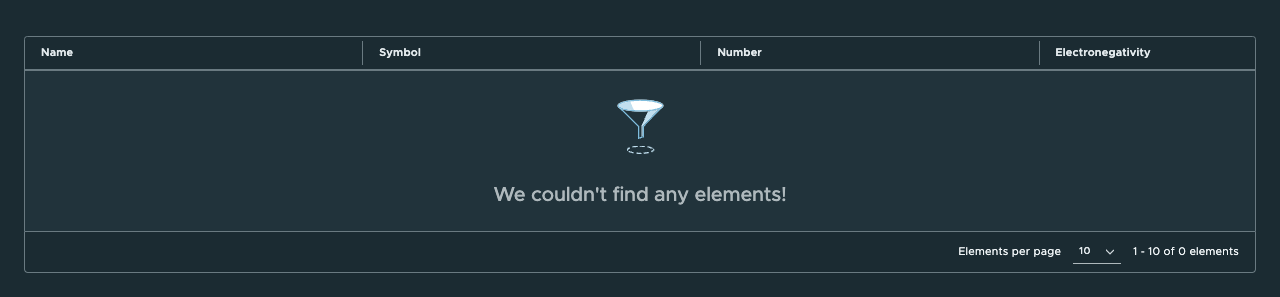 Name Symbol Number Electronegativity
We couldn't find any elements!
Elements per page 10 1 - 10 of 0 elements